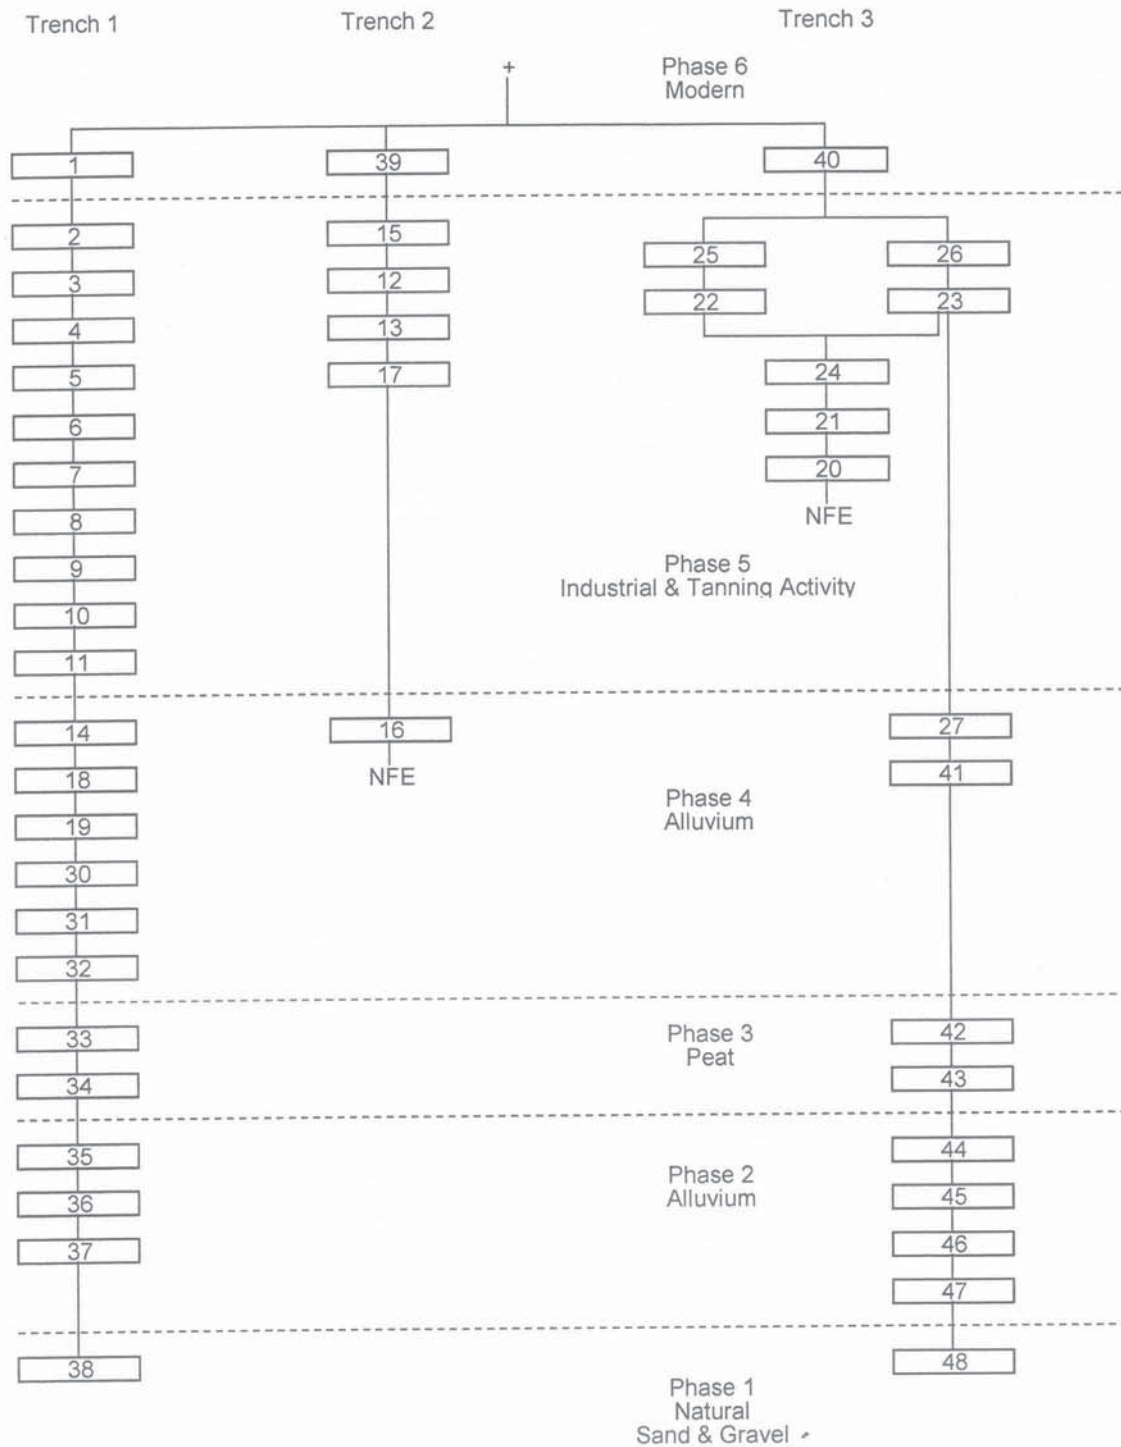 Trench 1 Trench 2 Trench 3
+
Phase 6
Modern
1 39 40
2 15
25 26
3 12
22 23
4 13
5 17 24
6 21
7 20
8 NFE
9 Phase 5
Industrial & Tanning Activity
10
11
14 16 27
18 NFE 41
19 Phase 4
Alluvium
30
31
32
33 Phase 3 42
Peat
34 43
35 44
36 Phase 2 45
Alluvium
37 46
47
38 48
Phase 1
Natural
Sand & Gravel